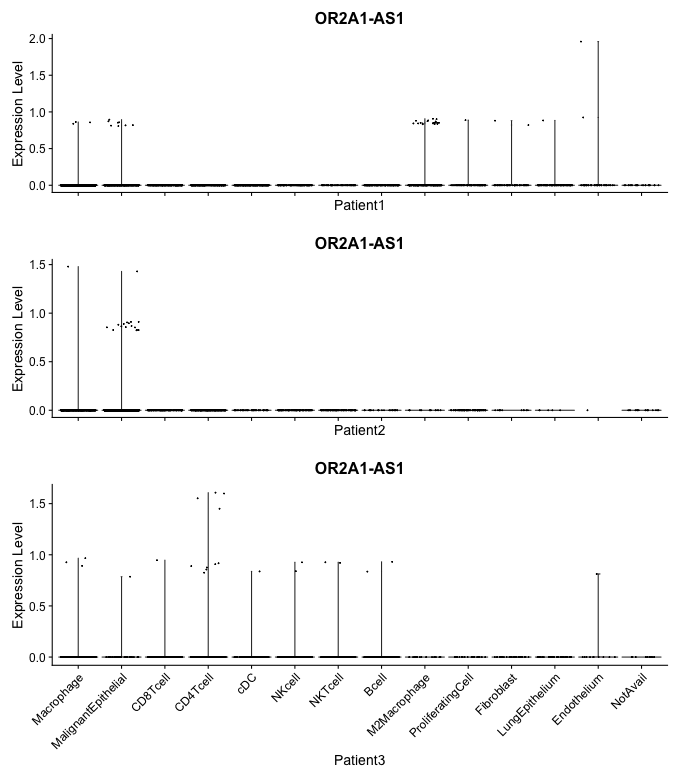 OR2A1-AS1
Expression Level
2.0
1.5
1.0
0.5
0.0
Patient1
OR2A1-AS1
Expression Level
1.5
1.0
0.5
0.0
Patient2
OR2A1-AS1
Expression Level
1.5
1.0
0.5
0.0
Macrophage
MalignantEpithelial
CD8Tcell
CD4Tcell
cDC
NKcell
NKTcell
Bcell
M2Macrophage
ProliferatingCell
Fibroblast
LungEpithelium
Endothelium
NotAvail
Patient3